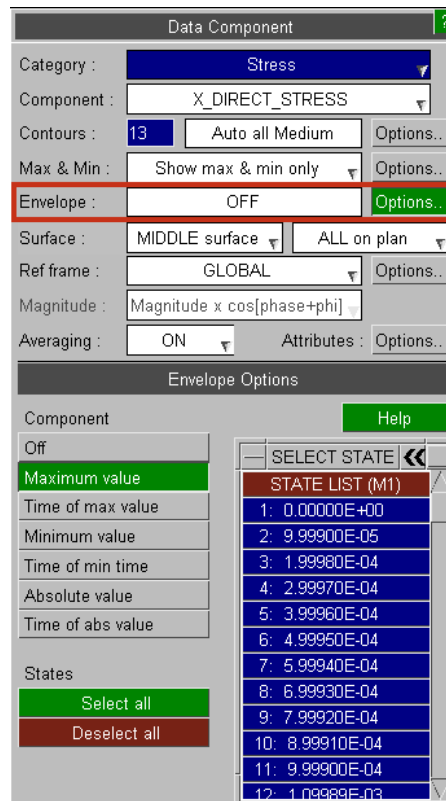 Data Component ?
Category : Stress
Component : X_DIRECT_STRESS
Contours : 13 Auto all Medium Options..
Max & Min : Show max & min only Options..
Envelope : OFF Options..
Surface : MIDDLE surface ALL on plan
Ref frame : GLOBAL Options..
Magnitude : Magnitude x cos[phase+phi]
Averaging : ON Attributes : Options..
Envelope Options
Component Help
Off
SELECT STATE
Maximum value
STATE LIST (M1)
Time of max value
1: 0.00000E+00
Minimum value
2: 9.99900E-05
Time of min time
3: 1.99980E-04
Absolute value
4: 2.99970E-04
Time of abs value
5: 3.99960E-04
6: 4.99950E-04
States
7: 5.99940E-04
Select all
8: 6.99930E-04
Deselect all
9: 7.99920E-04
10: 8.99910E-04
11: 9.99900E-04
12: 1.09989E-03